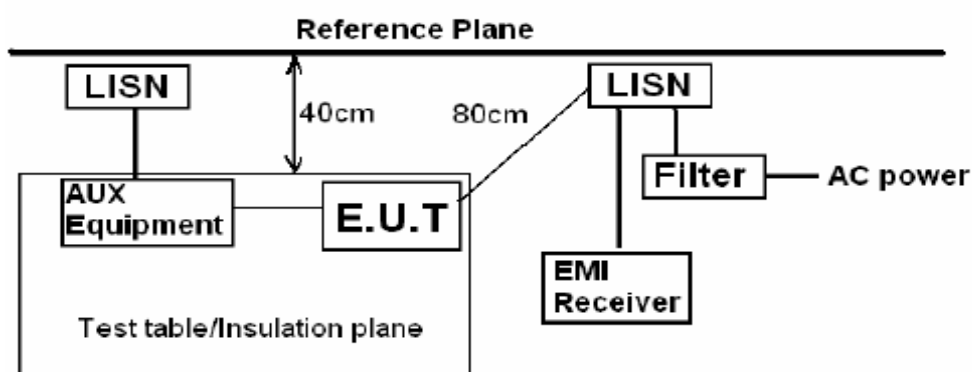 Reference Plane
LISN
40cm
80cm
LISN
AUX
Equipment
E.U.T
Filter
AC power
EMI
Receiver
Test table/Insulation plane